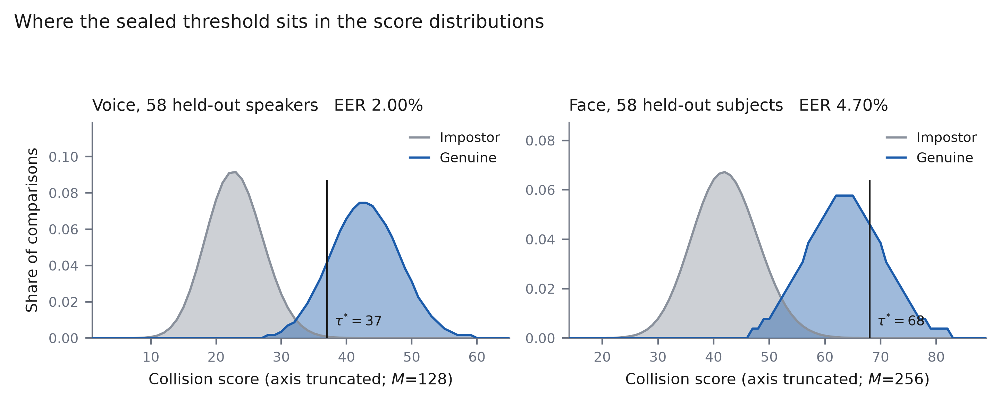 Where the sealed threshold sits in the score distributions
Voice, 58 held-out speakers   EER 2.00%
Share of comparisons
0.10
0.08
0.06
0.04
0.02
0.00
Impostor
Genuine
τ* = 37
10 20 30 40 50 60
Collision score (axis truncated; M=128)
Face, 58 held-out subjects   EER 4.70%
0.08
0.06
0.04
0.02
0.00
Impostor
Genuine
τ* = 68
20 30 40 50 60 70 80
Collision score (axis truncated; M=256)